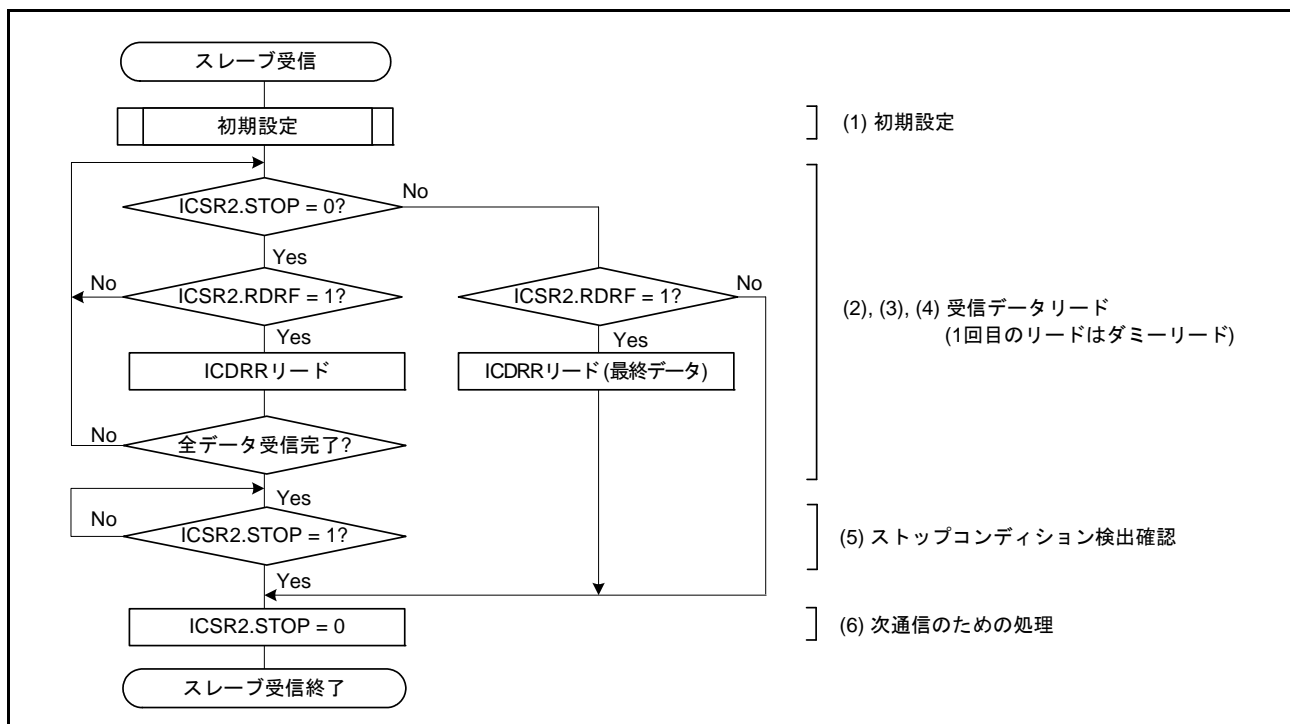 スレーブ受信
初期設定
(1) 初期設定
ICSR2.STOP = 0?
No
Yes
No
ICSR2.RDRF = 1?
ICSR2.RDRF = 1?
No
(2), (3), (4) 受信データリード
(1回目のリードはダミーリード)
Yes
Yes
ICDRRリード
ICDRRリード (最終データ)
No
全データ受信完了?
Yes
No
ICSR2.STOP = 1?
(5) ストップコンディション検出確認
Yes
ICSR2.STOP = 0
(6) 次通信のための処理
スレーブ受信終了